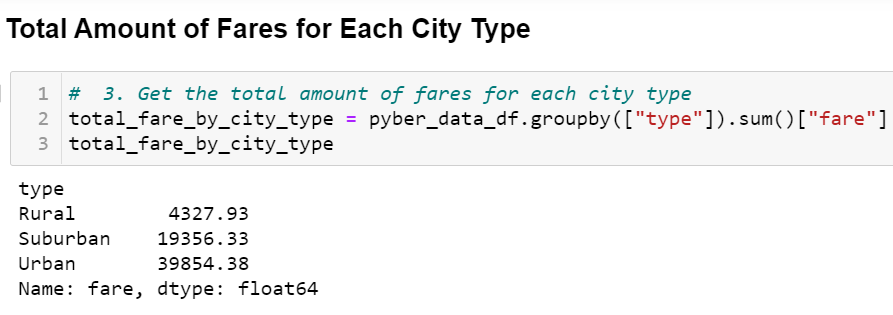 Total Amount of Fares for Each City Type
1 #  3. Get the total amount of fares for each city type
2 total_fare_by_city_type = pyber_data_df.groupby(["type"]).sum()["fare"]
3 total_fare_by_city_type
type
Rural        4327.93
Suburban    19356.33
Urban       39854.38
Name: fare, dtype: float64